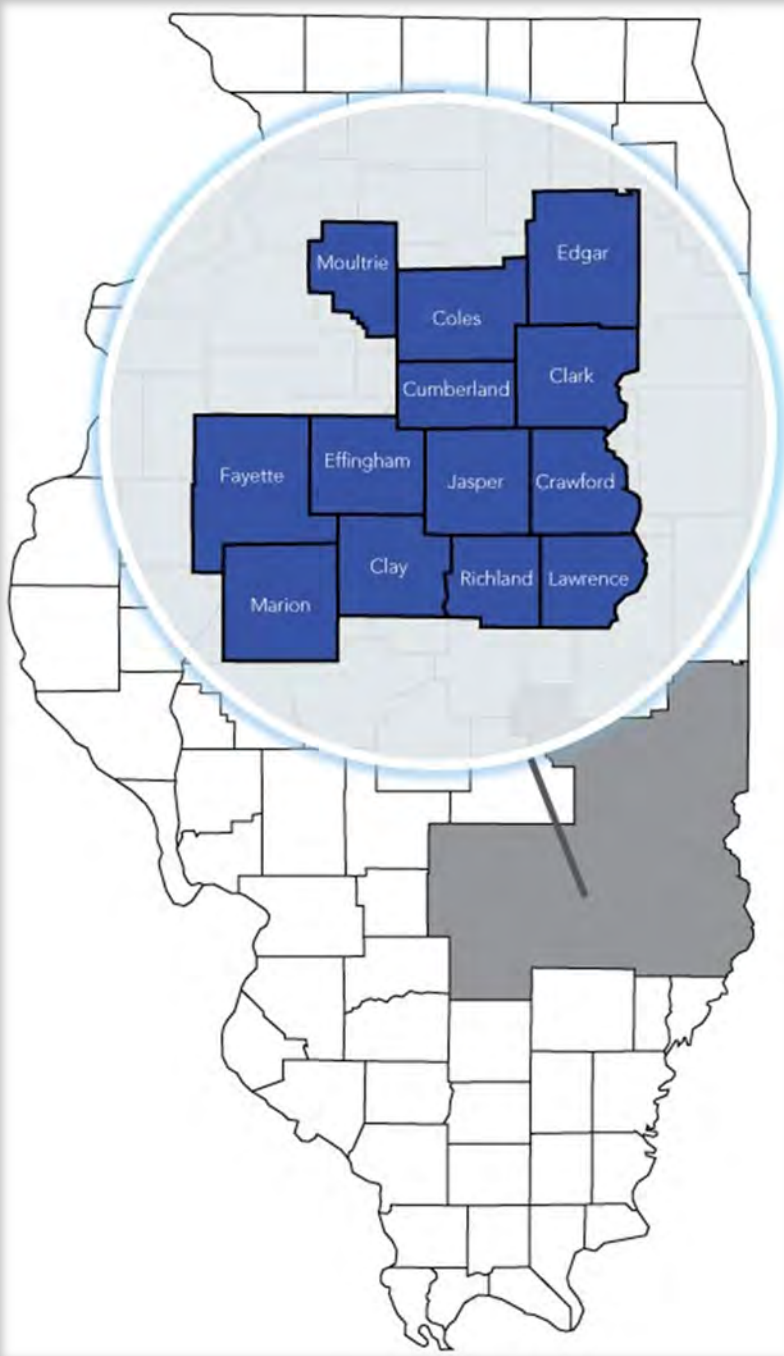 Edgar
Moultrie
Coles
Clark
Cumberland
Effingham
Fayette
Jasper
Crawford
Clay
Richland
Lawrence
Marion